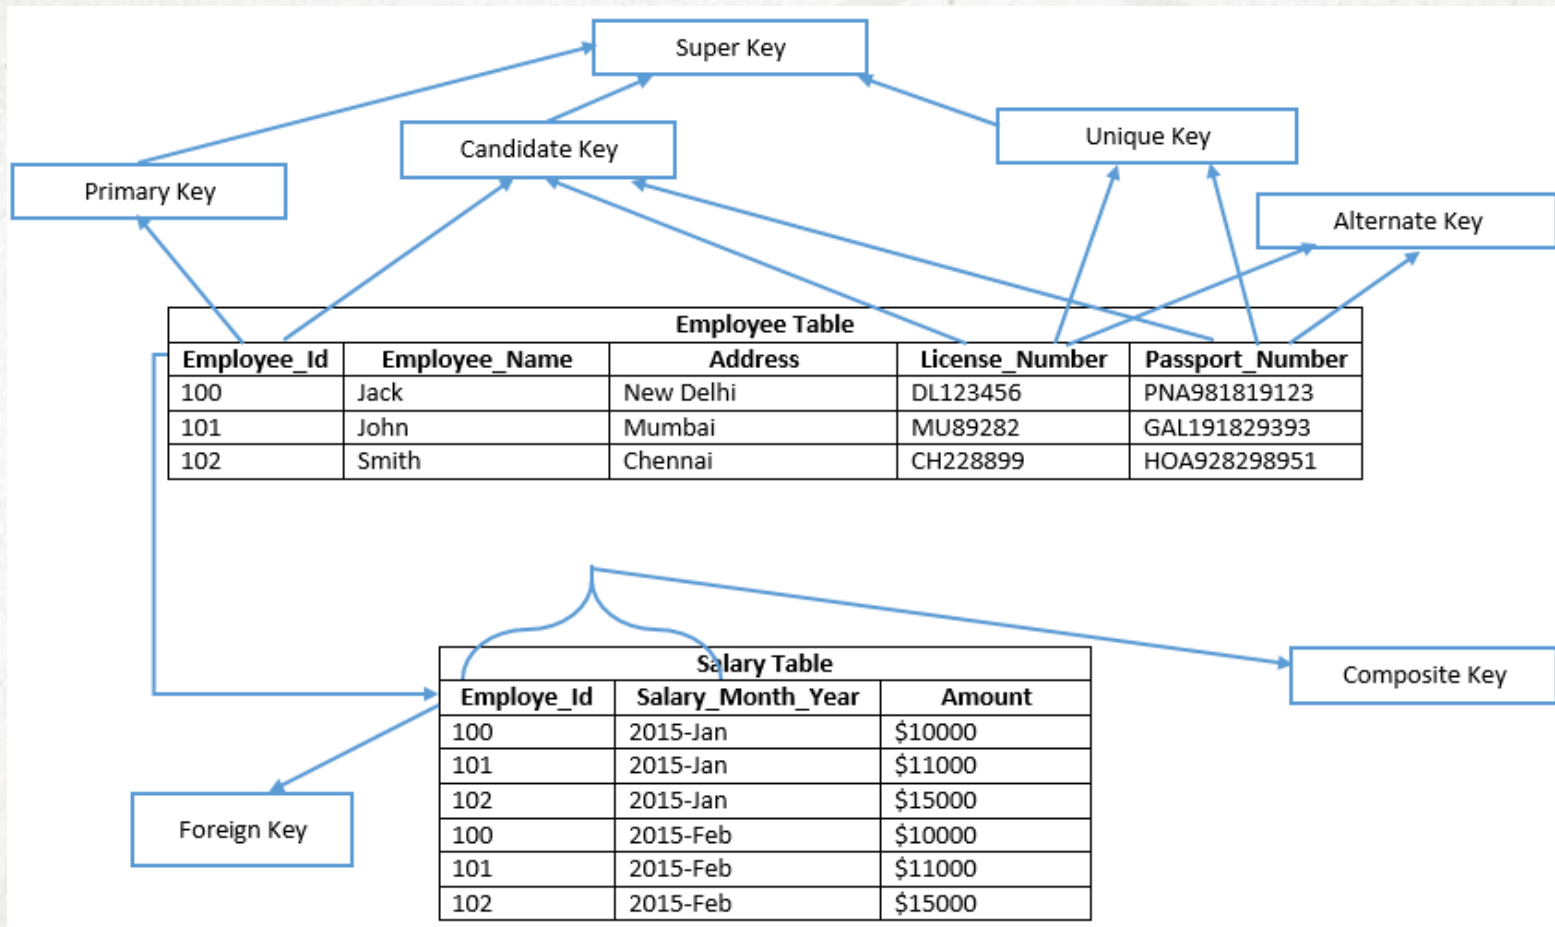 Super Key
Candidate Key
Unique Key
Primary Key
Alternate Key
Employee Table
Employee_Id Employee_Name Address License_Number Passport_Number
100 Jack New Delhi DL123456 PNA981819123
101 John Mumbai MU89282 GAL191829393
102 Smith Chennai CH228899 HOA928298951
Salary Table
Composite Key
Employe_Id Salary_Month_Year Amount
100 2015-Jan $10000
101 2015-Jan $11000
102 2015-Jan $15000
100 2015-Feb $10000
101 2015-Feb $11000
102 2015-Feb $15000
Foreign Key